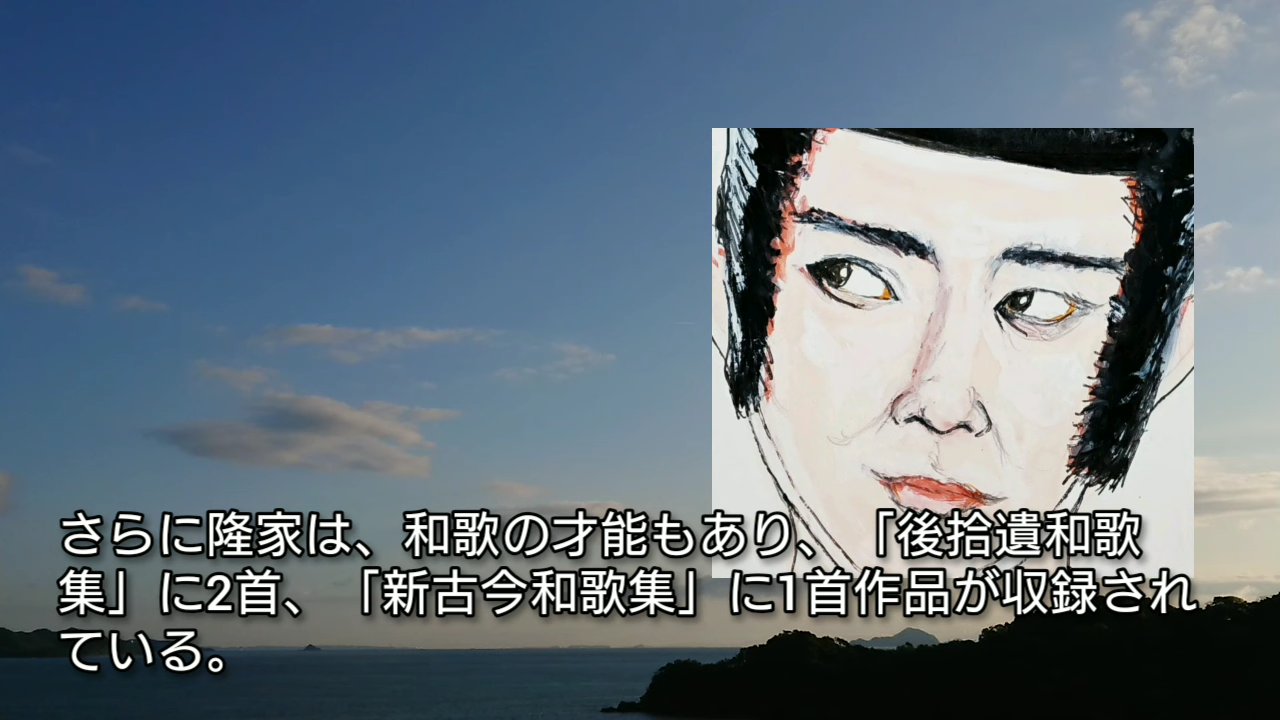 さらに隆家は、和歌の才能もあり、「後拾遺和歌
集」に2首、「新古今和歌集」に1首作品が収録され
ている。